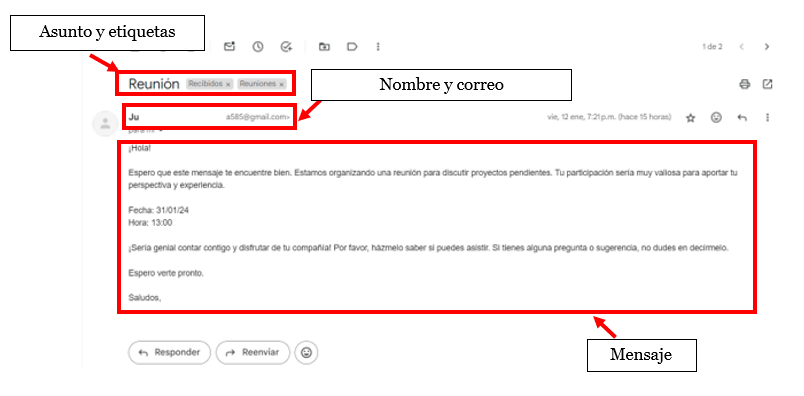 Asunto y etiquetas
1 de 2
Reunión Recibidos x Reuniones x
Nombre y correo
Ju a585@gmail.com>
vie, 12 ene, 7:21 p.m. (hace 15 horas)
para mí
¡Hola!
Espero que este mensaje te encuentre bien. Estamos organizando una reunión para discutir proyectos pendientes. Tu participación sería muy valiosa para aportar tu
perspectiva y experiencia.
Fecha: 31/01/24
Hora: 13:00
¡Sería genial contar contigo y disfrutar de tu compañía! Por favor, házmelo saber si puedes asistir. Si tienes alguna pregunta o sugerencia, no dudes en decírmelo.
Espero verte pronto.
Saludos,
Mensaje
Responder
Reenviar